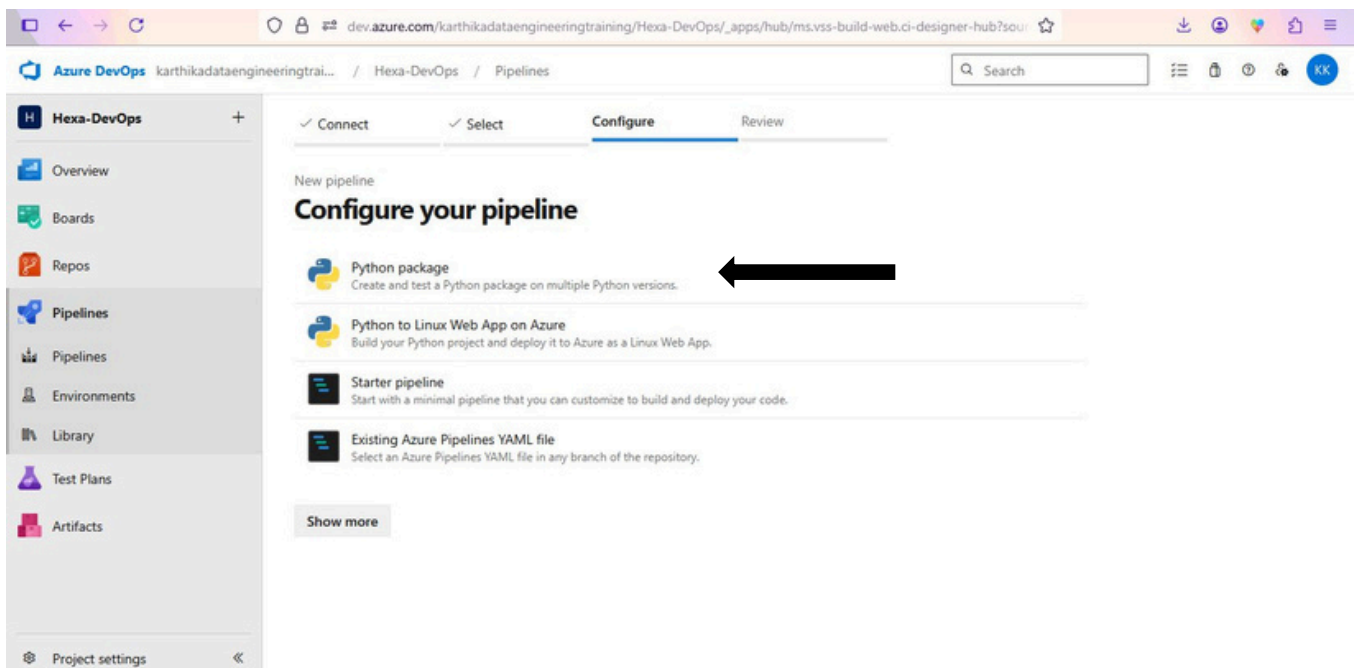 dev.azure.com/karthikadataengineeringtraining/Hexa-DevOps/_apps/hub/ms.vss-build-web.ci-designer-hub?sour
Azure DevOps karthikadataengineeringtrai... / Hexa-DevOps / Pipelines
Search
KK
H Hexa-DevOps +
Overview
Boards
Repos
Pipelines
Pipelines
Environments
Library
Test Plans
Artifacts
Project settings
Connect Select Configure Review
New pipeline
Configure your pipeline
Python package
Create and test a Python package on multiple Python versions.
Python to Linux Web App on Azure
Build your Python project and deploy it to Azure as a Linux Web App.
Starter pipeline
Start with a minimal pipeline that you can customize to build and deploy your code.
Existing Azure Pipelines YAML file
Select an Azure Pipelines YAML file in any branch of the repository.
Show more